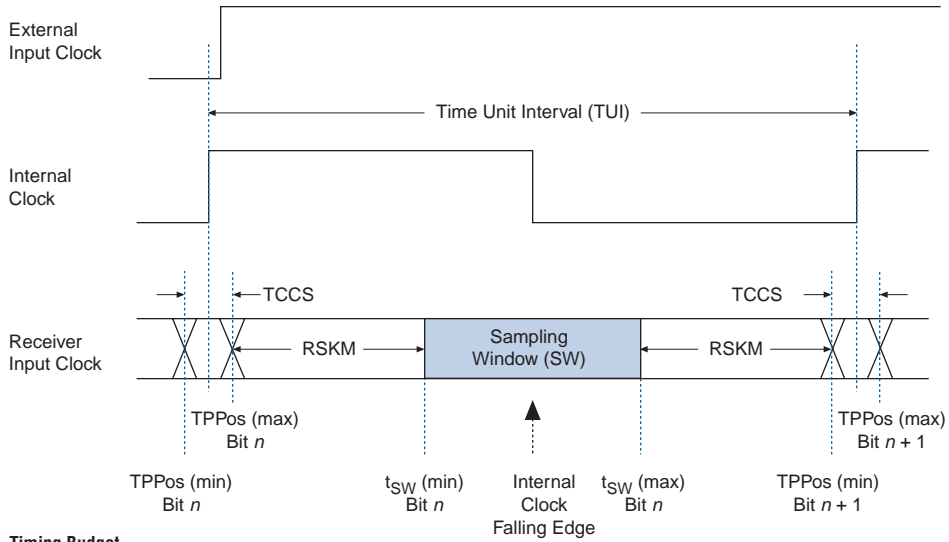 External
Input Clock
Time Unit Interval (TUI)
Internal
Clock
TCCS
TCCS
Receiver
Input Clock
RSKM
Sampling
Window (SW)
RSKM
TPPos (max)
Bit n
TPPos (max)
Bit n + 1
TPPos (min)
Bit n
tSW (min)
Bit n
Internal
Clock
Falling Edge
tSW (max)
Bit n
TPPos (min)
Bit n + 1
Timing Budget